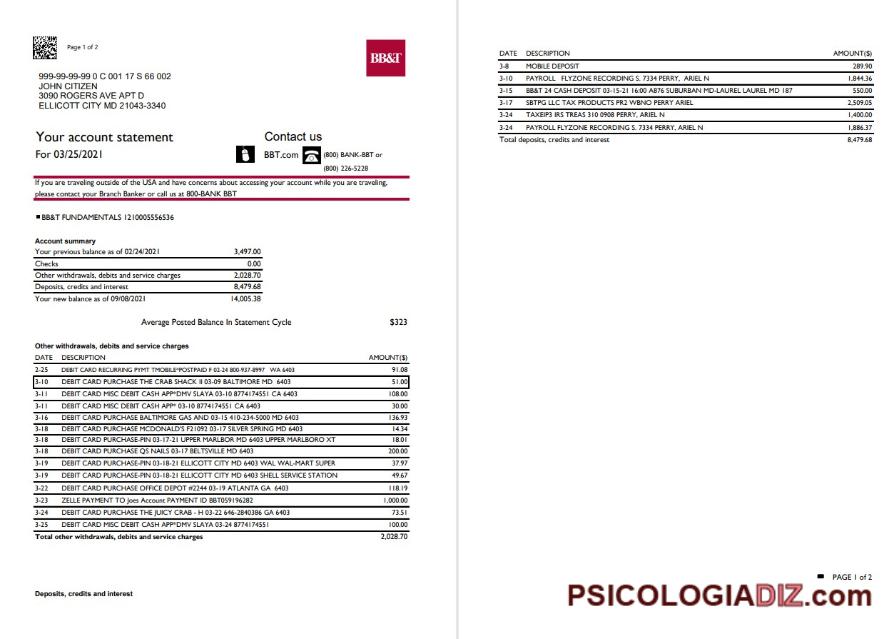 Page 1 of 2
BB&T
999-99-99-99 0 C 001 17 S 66 002
JOHN CITIZEN
3090 ROGERS AVE APT D
ELLICOTT CITY MD 21043-3340
Your account statement
For 03/25/2021
Contact us
BBT.com (800) BANK-BBT or
(800) 226-5228
If you are traveling outside of the USA and have concerns about accessing your account while you are traveling,
please contact your Branch Banker or call us at 800-BANK BBT
BB&T FUNDAMENTALS 1210005556536
Account summary
Your previous balance as of 02/24/2021 3,497.00
Checks 0.00
Other withdrawals, debits and service charges 2,028.70
Deposits, credits and interest 8,479.68
Your new balance as of 09/08/2021 14,005.38
Average Posted Balance In Statement Cycle $323
Other withdrawals, debits and service charges
DATE DESCRIPTION AMOUNT($)
2-25 DEBIT CARD RECURRING PYMT TMOBILE*POSTPAID F 02-24 800-937-8997 WA 6403 91.08
3-10 DEBIT CARD PURCHASE THE CRAB SHACK II 03-09 BALTIMORE MD 6403 51.00
3-11 DEBIT CARD MISC DEBIT CASH APP*DMV SLAYA 03-10 8774174551 CA 6403 108.00
3-11 DEBIT CARD MISC DEBIT CASH APP* 03-10 8774174551 CA 6403 30.00
3-16 DEBIT CARD PURCHASE BALTIMORE GAS AND 03-15 410-234-5000 MD 6403 136.93
3-18 DEBIT CARD PURCHASE MCDONALD'S F21092 03-17 SILVER SPRING MD 6403 14.34
3-18 DEBIT CARD PURCHASE-PIN 03-17-21 UPPER MARLBOR MD 6403 UPPER MARLBORO XT 18.01
3-18 DEBIT CARD PURCHASE QS NAILS 03-17 BELTSVILLE MD 6403 200.00
3-19 DEBIT CARD PURCHASE-PIN 03-18-21 ELLICOTT CITY MD 6403 WAL WAL-MART SUPER 37.97
3-19 DEBIT CARD PURCHASE-PIN 03-18-21 ELLICOTT CITY MD 6403 SHELL SERVICE STATION 49.67
3-22 DEBIT CARD PURCHASE OFFICE DEPOT #2244 03-19 ATLANTA GA 6403 118.19
3-23 ZELLE PAYMENT TO Joes Account PAYMENT ID BBT059196282 1,000.00
3-24 DEBIT CARD PURCHASE THE JUICY CRAB - H 03-22 646-2840386 GA 6403 73.51
3-25 DEBIT CARD MISC DEBIT CASH APP*DMV SLAYA 03-24 8774174551 100.00
Total other withdrawals, debits and service charges 2,028.70
Deposits, credits and interest
DATE DESCRIPTION AMOUNT($)
3-8 MOBILE DEPOSIT 289.90
3-10 PAYROLL FLYZONE RECORDING S. 7334 PERRY, ARIEL N 1,844.36
3-15 BB&T 24 CASH DEPOSIT 03-15-21 16:00 A876 SUBURBAN MD-LAUREL LAUREL MD 187 550.00
3-17 SBTPG LLC TAX PRODUCTS PR2 WBNO PERRY ARIEL 2,509.05
3-24 TAXEIP3 IRS TREAS 310 0908 PERRY, ARIEL N 1,400.00
3-24 PAYROLL FLYZONE RECORDING S. 7334 PERRY, ARIEL N 1,886.37
Total deposits, credits and interest 8,479.68
PAGE 1 of 2
PSICOLOGIADIZ.com